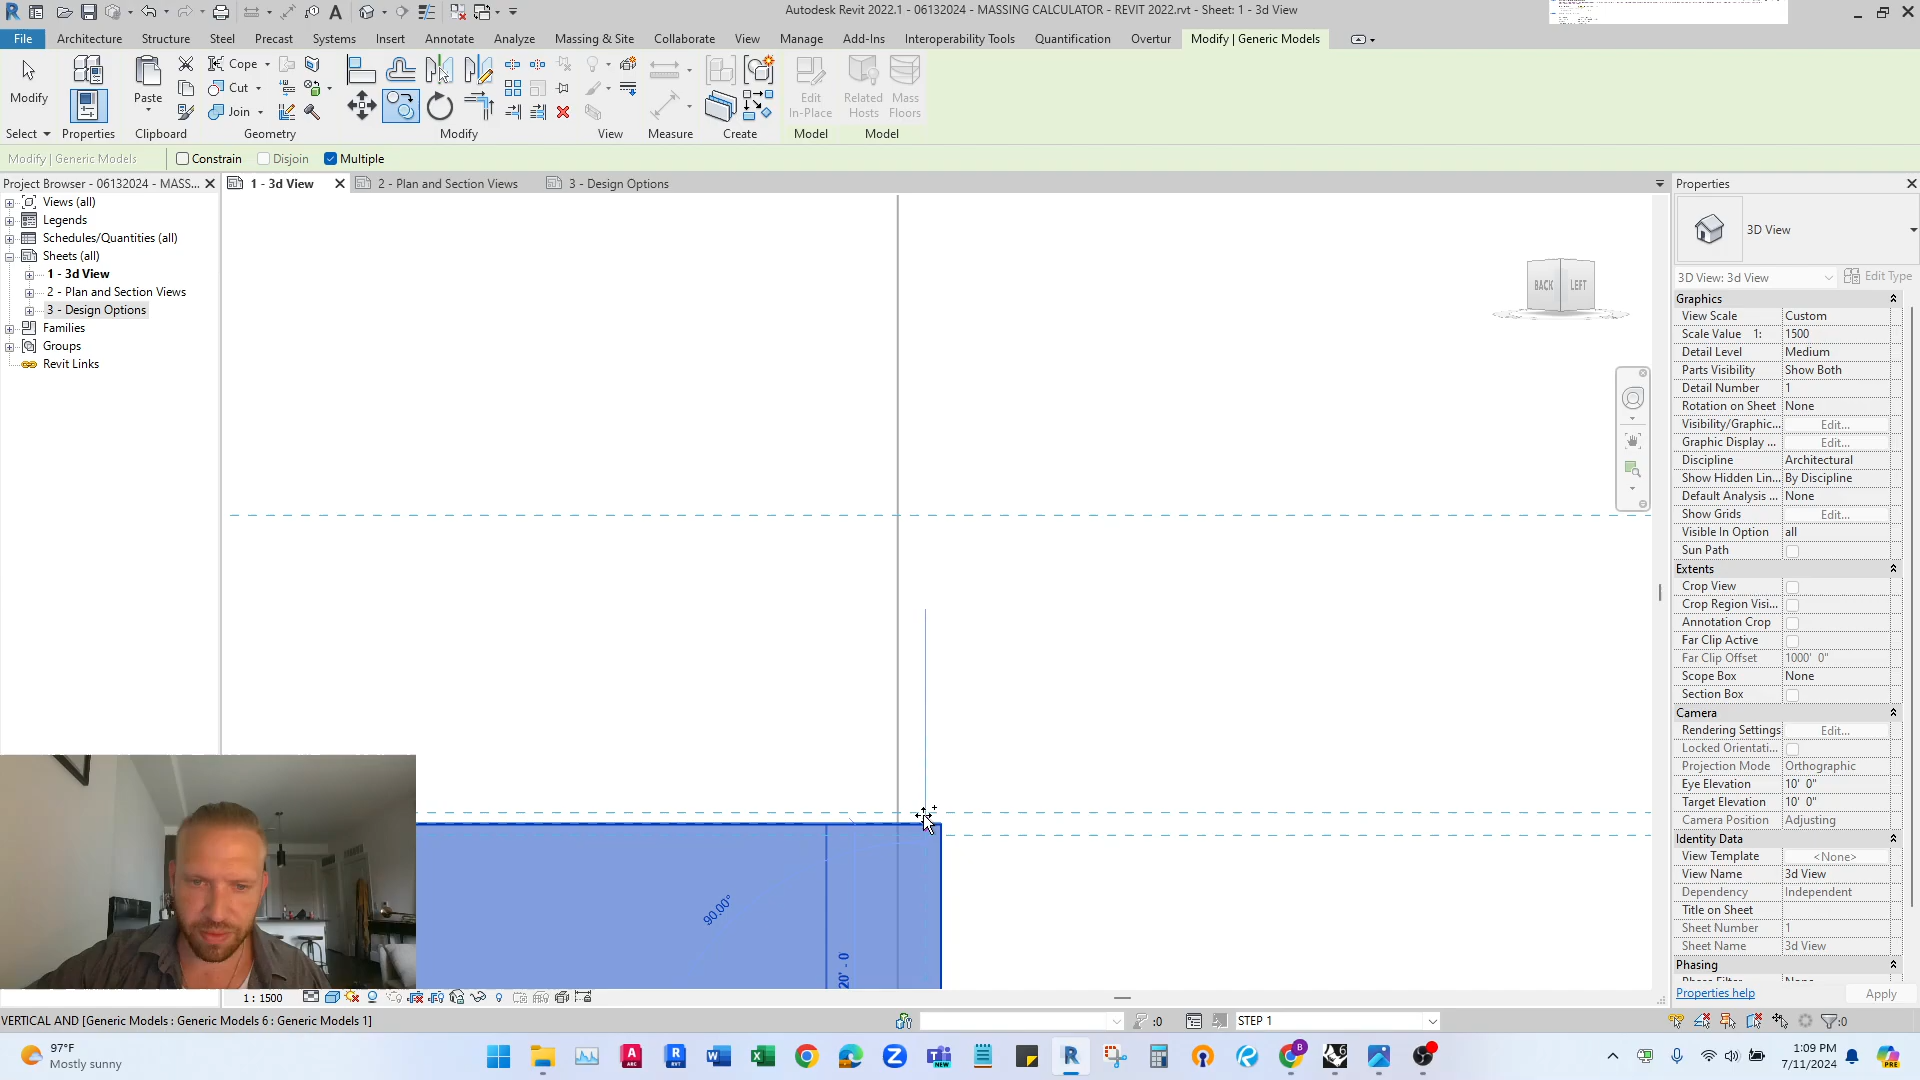 Autodesk Revit 2022.1 - 06132024 - MASSING CALCULATOR - REVIT 2022.rvt - Sheet: 1 - 3d View
File Architecture Structure Steel Precast Systems Insert Annotate Analyze Massing & Site Collaborate View Manage Add-Ins Interoperability Tools Quantification Overtur Modify | Generic Models
Modify
Paste
Cope
Cut
Join
Edit In-Place
Related Hosts
Mass Floors
Select Properties Clipboard Geometry Modify View Measure Create Model Model
Modify | Generic Models Constrain Disjoin Multiple
Project Browser - 06132024 - MASS...
1 - 3d View 2 - Plan and Section Views 3 - Design Options
Properties
Views (all)
Legends
Schedules/Quantities (all)
Sheets (all)
1 - 3d View
2 - Plan and Section Views
3 - Design Options
Families
Groups
Revit Links
BACK LEFT
90.00°
20' - 0
3D View
3D View: 3d View Edit Type
Graphics
View Scale Custom
Scale Value 1: 1500
Detail Level Medium
Parts Visibility Show Both
Detail Number 1
Rotation on Sheet None
Visibility/Graphic... Edit...
Graphic Display ... Edit...
Discipline Architectural
Show Hidden Lin... By Discipline
Default Analysis ... None
Show Grids Edit...
Visible In Option all
Sun Path
Extents
Crop View
Crop Region Visi...
Annotation Crop
Far Clip Active
Far Clip Offset 1000' 0"
Scope Box None
Section Box
Camera
Rendering Settings Edit...
Locked Orientati...
Projection Mode Orthographic
Eye Elevation 10' 0"
Target Elevation 10' 0"
Camera Position Adjusting
Identity Data
View Template <None>
View Name 3d View
Dependency Independent
Title on Sheet
Sheet Number 1
Sheet Name 3d View
Phasing
Properties help Apply
1 : 1500
VERTICAL AND [Generic Models : Generic Models 6 : Generic Models 1]
:0
STEP 1
:0
97°F
Mostly sunny
1:09 PM
7/11/2024